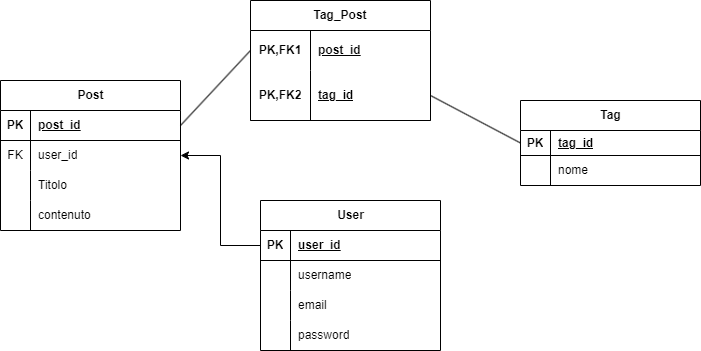 Tag_Post
PK,FK1 post_id
PK,FK2 tag_id
Post
PK post_id
FK user_id
Titolo
contenuto
Tag
PK tag_id
nome
User
PK user_id
username
email
password